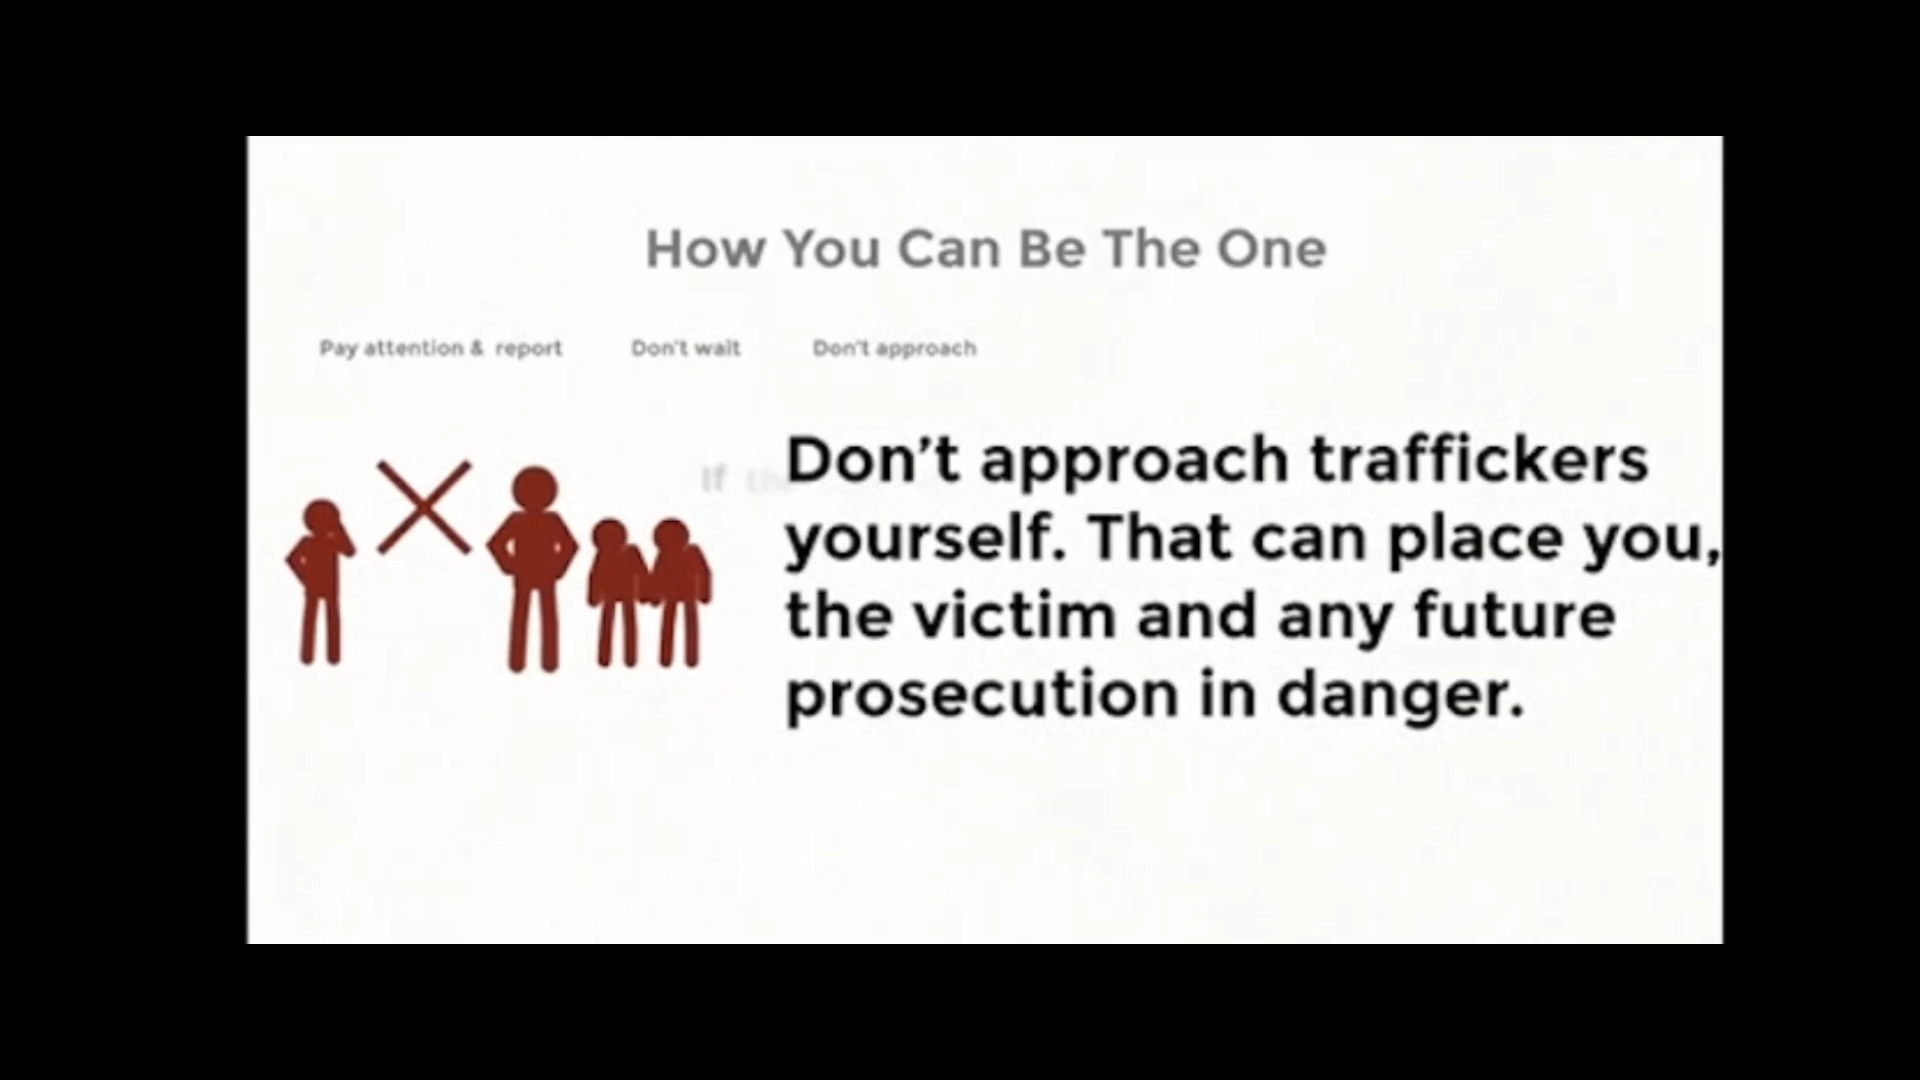 How You Can Be The One
Pay attention & report Don't wait Don't approach
If
Don't approach traffickers
yourself. That can place you,
the victim and any future
prosecution in danger.